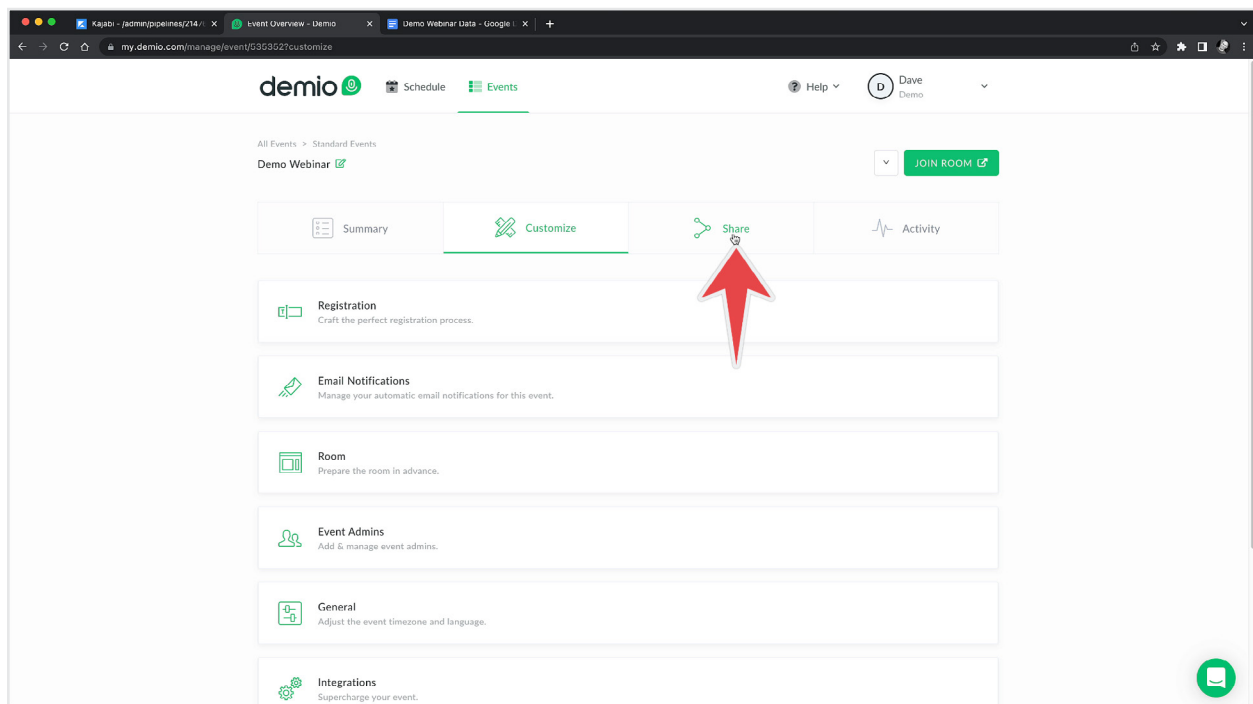 Kajabi - /admin/pipelines/2147
Event Overview - Demio
Demo Webinar Data - Google
my.demio.com/manage/event/535352?customize
demio
Schedule
Events
Help
D
Dave
Demo
All Events > Standard Events
Demo Webinar
JOIN ROOM
Summary
Customize
Share
Activity
Registration
Craft the perfect registration process.
Email Notifications
Manage your automatic email notifications for this event.
Room
Prepare the room in advance.
Event Admins
Add & manage event admins.
General
Adjust the event timezone and language.
Integrations
Supercharge your event.